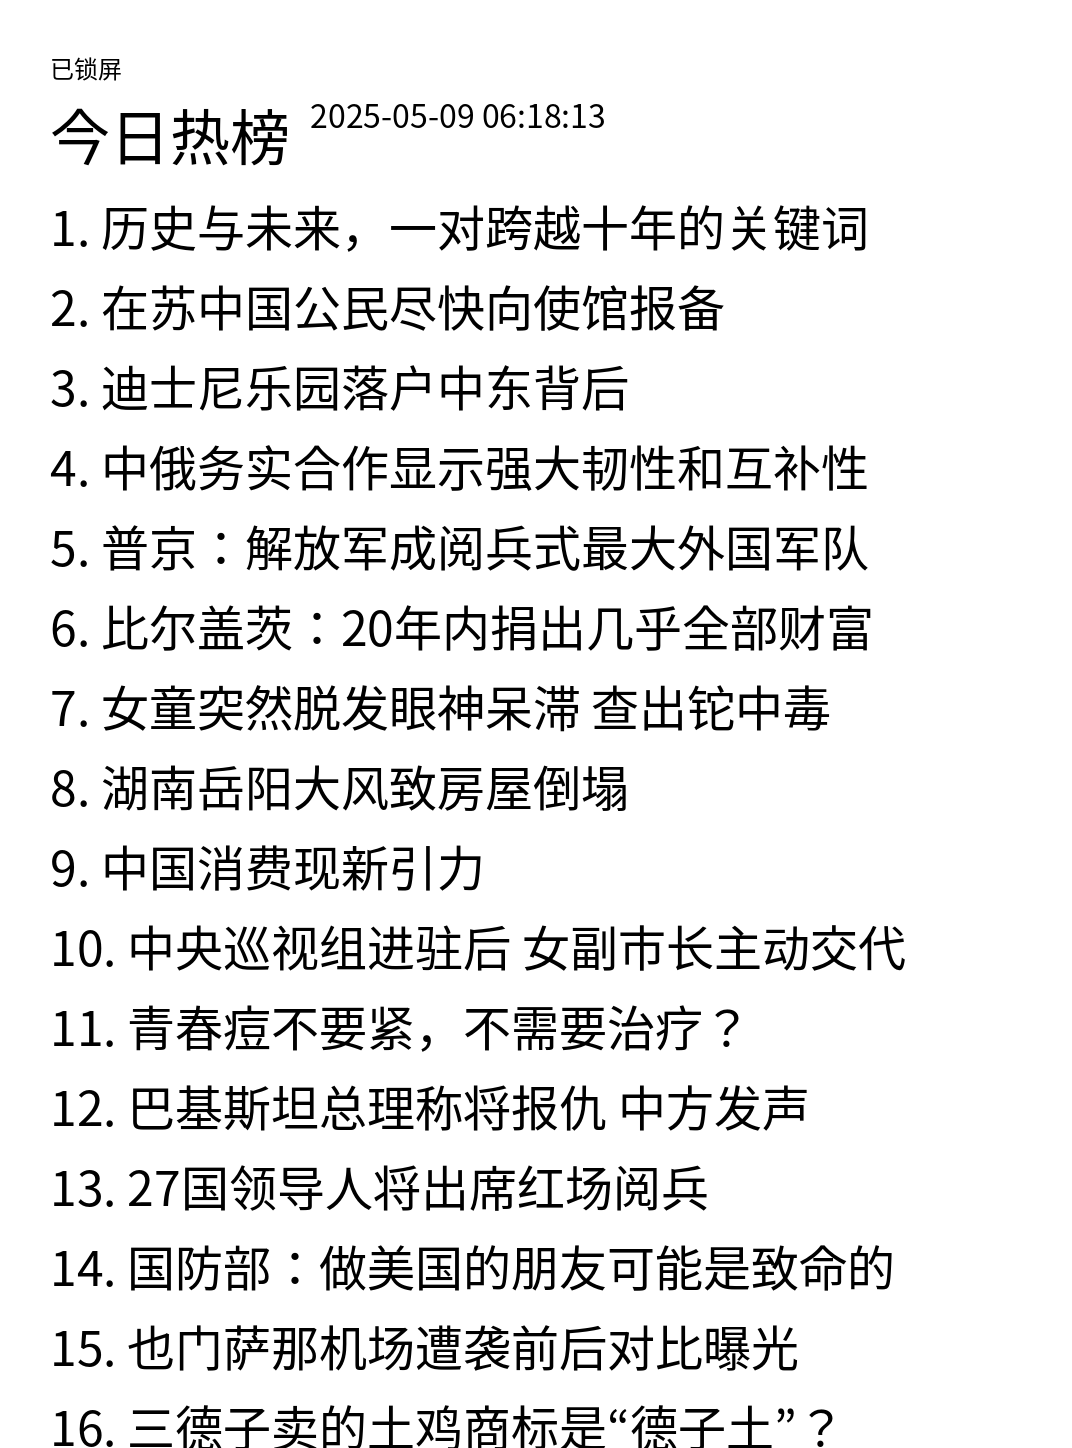 已锁屏
今日热榜 2025-05-09 06:18:13
1. 历史与未来，一对跨越十年的关键词
2. 在苏中国公民尽快向使馆报备
3. 迪士尼乐园落户中东背后
4. 中俄务实合作显示强大韧性和互补性
5. 普京：解放军成阅兵式最大外国军队
6. 比尔盖茨：20年内捐出几乎全部财富
7. 女童突然脱发眼神呆滞 查出铊中毒
8. 湖南岳阳大风致房屋倒塌
9. 中国消费现新引力
10. 中央巡视组进驻后 女副市长主动交代
11. 青春痘不要紧，不需要治疗？
12. 巴基斯坦总理称将报仇 中方发声
13. 27国领导人将出席红场阅兵
14. 国防部：做美国的朋友可能是致命的
15. 也门萨那机场遭袭前后对比曝光
16. 三德子卖的土鸡商标是“德子土”？